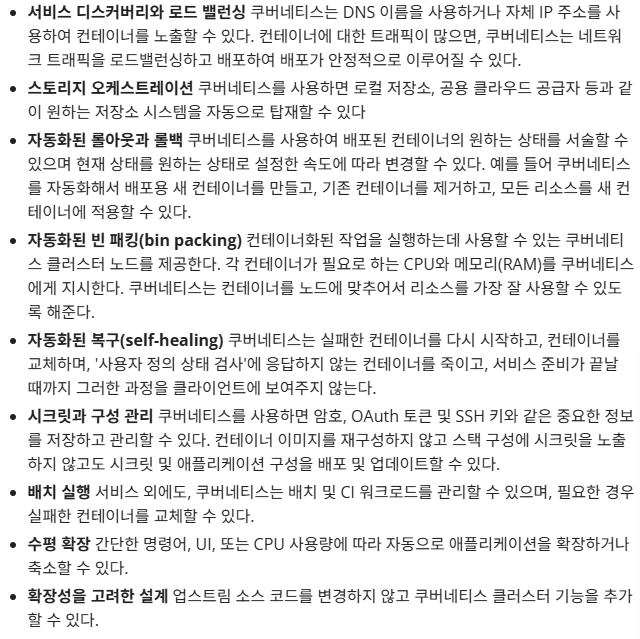 • 서비스 디스커버리와 로드 밸런싱 쿠버네티스는 DNS 이름을 사용하거나 자체 IP 주소를 사
용하여 컨테이너를 노출할 수 있다. 컨테이너에 대한 트래픽이 많으면, 쿠버네티스는 네트워
크 트래픽을 로드밸런싱하고 배포하여 배포가 안정적으로 이루어질 수 있다.
• 스토리지 오케스트레이션 쿠버네티스를 사용하면 로컬 저장소, 공용 클라우드 공급자 등과 같
이 원하는 저장소 시스템을 자동으로 탑재할 수 있다
• 자동화된 롤아웃과 롤백 쿠버네티스를 사용하여 배포된 컨테이너의 원하는 상태를 서술할 수
있으며 현재 상태를 원하는 상태로 설정한 속도에 따라 변경할 수 있다. 예를 들어 쿠버네티스
를 자동화해서 배포용 새 컨테이너를 만들고, 기존 컨테이너를 제거하고, 모든 리소스를 새 컨
테이너에 적용할 수 있다.
• 자동화된 빈 패킹(bin packing) 컨테이너화된 작업을 실행하는데 사용할 수 있는 쿠버네티
스 클러스터 노드를 제공한다. 각 컨테이너가 필요로 하는 CPU와 메모리(RAM)를 쿠버네티스
에게 지시한다. 쿠버네티스는 컨테이너를 노드에 맞추어서 리소스를 가장 잘 사용할 수 있도
록 해준다.
• 자동화된 복구(self-healing) 쿠버네티스는 실패한 컨테이너를 다시 시작하고, 컨테이너를
교체하며, '사용자 정의 상태 검사'에 응답하지 않는 컨테이너를 죽이고, 서비스 준비가 끝날
때까지 그러한 과정을 클라이언트에 보여주지 않는다.
• 시크릿과 구성 관리 쿠버네티스를 사용하면 암호, OAuth 토큰 및 SSH 키와 같은 중요한 정보
를 저장하고 관리할 수 있다. 컨테이너 이미지를 재구성하지 않고 스택 구성에 시크릿을 노출
하지 않고도 시크릿 및 애플리케이션 구성을 배포 및 업데이트할 수 있다.
• 배치 실행 서비스 외에도, 쿠버네티스는 배치 및 CI 워크로드를 관리할 수 있으며, 필요한 경우
실패한 컨테이너를 교체할 수 있다.
• 수평 확장 간단한 명령어, UI, 또는 CPU 사용량에 따라 자동으로 애플리케이션을 확장하거나
축소할 수 있다.
• 확장성을 고려한 설계 업스트림 소스 코드를 변경하지 않고 쿠버네티스 클러스터 기능을 추가
할 수 있다.